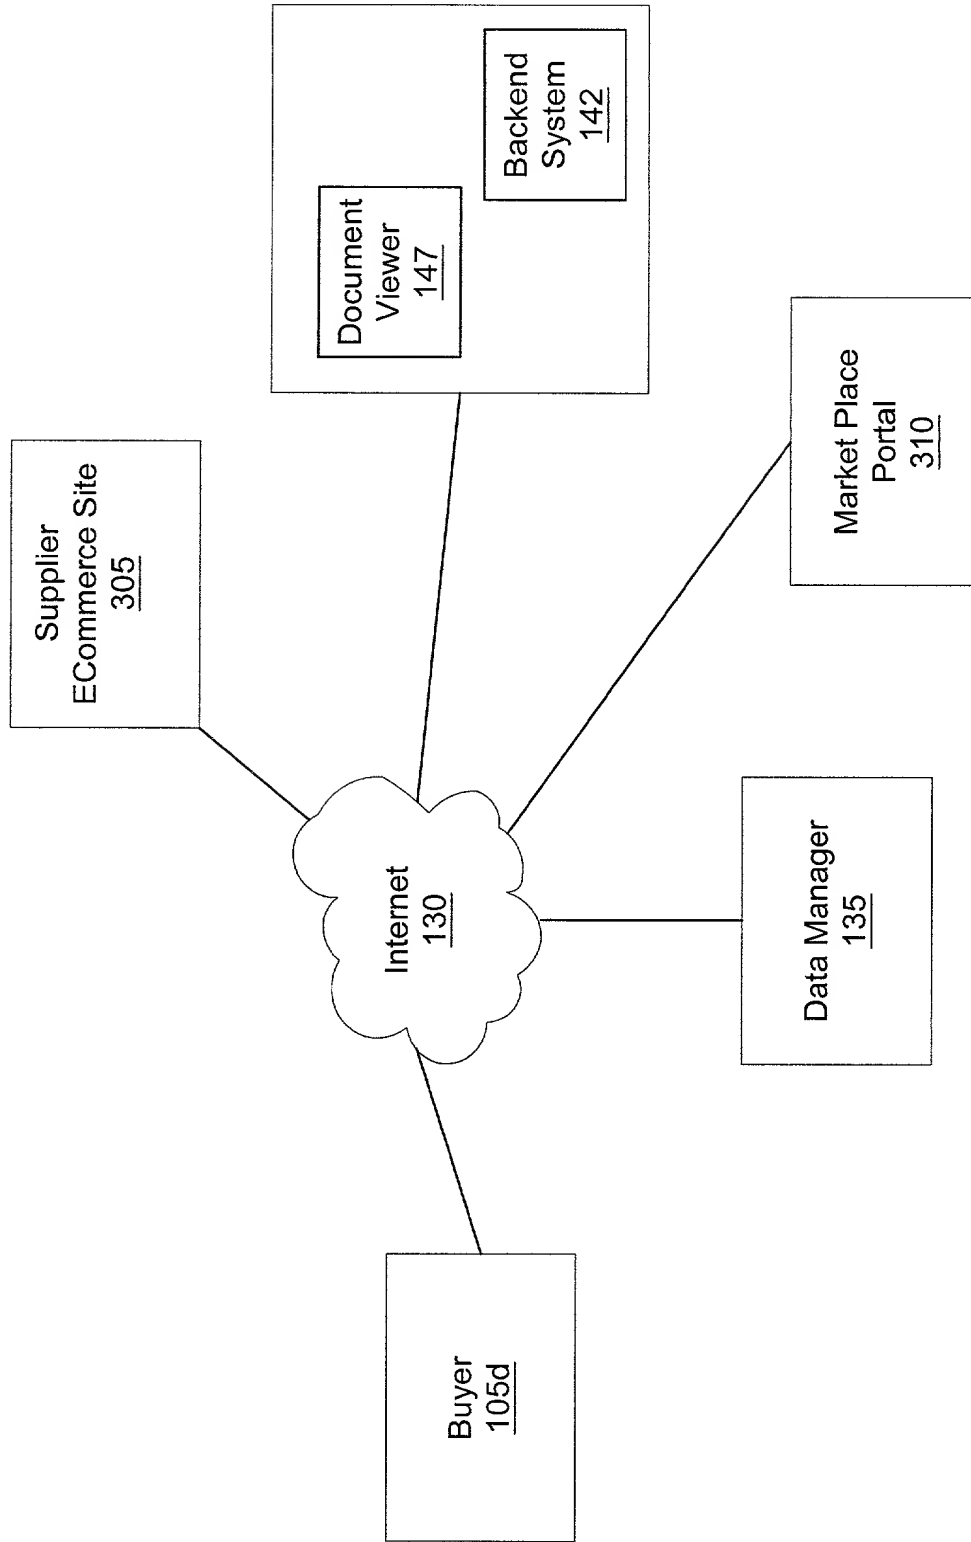 Supplier
ECommerce Site
305
Document
Viewer
147
Backend
System
142
Internet
130
Buyer
105d
Data Manager
135
Market Place
Portal
310